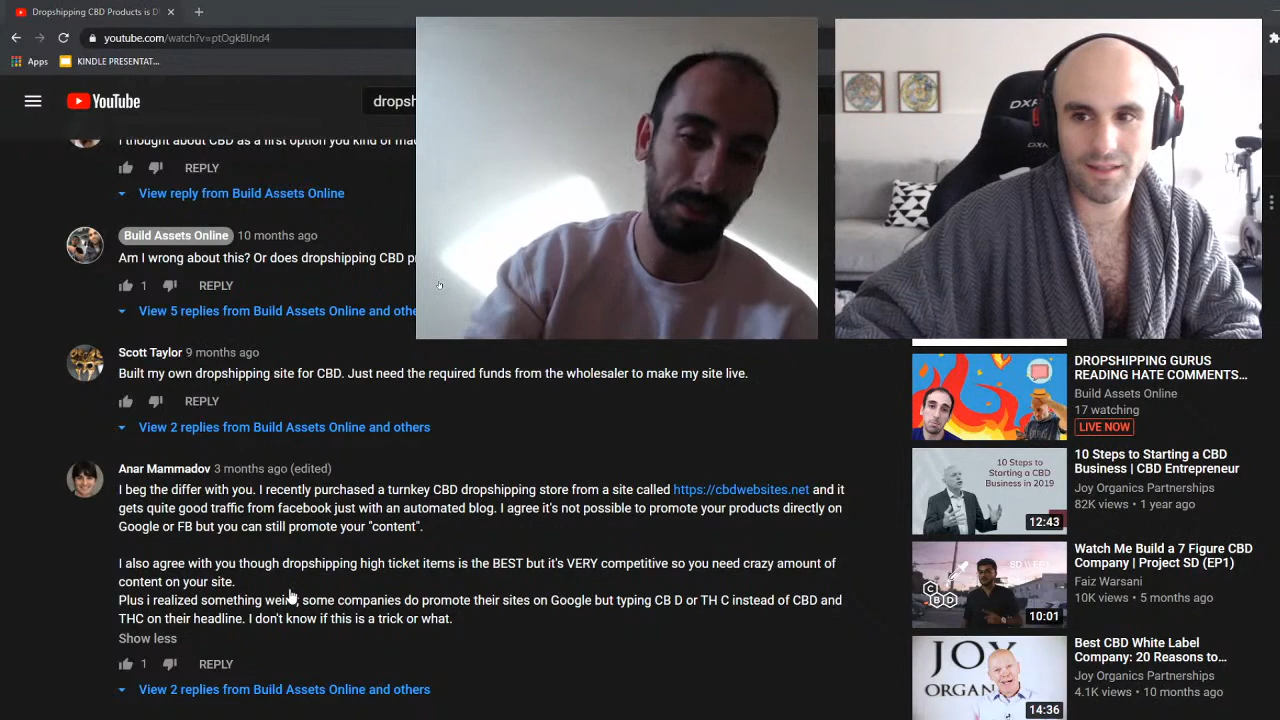 Dropshipping CBD Products is D
youtube.com/watch?v=ptOgkBlJnd4
Apps
KINDLE PRESENTAT...
YouTube
dropsh
I thought about CBD as a first option you kind of mad
REPLY
View reply from Build Assets Online
Build Assets Online 10 months ago
Am I wrong about this? Or does dropshipping CBD p
1 REPLY
View 5 replies from Build Assets Online and othe
Scott Taylor 9 months ago
Built my own dropshipping site for CBD. Just need the required funds from the wholesaler to make my site live.
REPLY
View 2 replies from Build Assets Online and others
Anar Mammadov 3 months ago (edited)
I beg the differ with you. I recently purchased a turnkey CBD dropshipping store from a site called https://cbdwebsites.net and it
gets quite good traffic from facebook just with an automated blog. I agree it's not possible to promote your products directly on
Google or FB but you can still promote your "content".
I also agree with you though dropshipping high ticket items is the BEST but it's VERY competitive so you need crazy amount of
content on your site.
Plus i realized something weird, some companies do promote their sites on Google but typing CB D or TH C instead of CBD and
THC on their headline. I don't know if this is a trick or what.
Show less
1 REPLY
View 2 replies from Build Assets Online and others
DXR
DXR
DROPSHIPPING GURUS
READING HATE COMMENTS...
Build Assets Online
17 watching
LIVE NOW
10 Steps to
Starting a CBD
Business in 2019
12:43
10 Steps to Starting a CBD
Business | CBD Entrepreneur
Joy Organics Partnerships
82K views • 1 year ago
SD // EP1
CBD
10:01
Watch Me Build a 7 Figure CBD
Company | Project SD (EP1)
Faiz Warsani
10K views • 5 months ago
JOY
ORGAN
14:36
Best CBD White Label
Company: 20 Reasons to...
Joy Organics Partnerships
4.1K views • 10 months ago